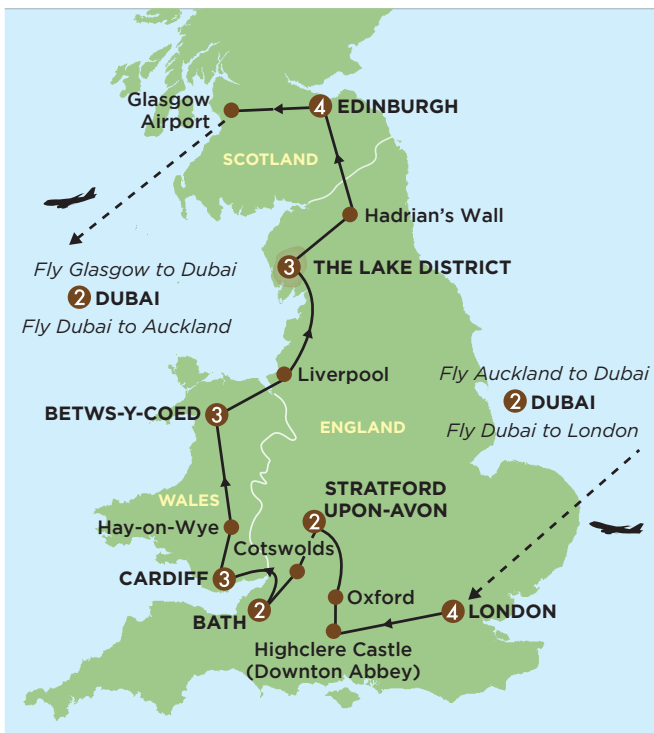 Glasgow
Airport
4 EDINBURGH
SCOTLAND
Hadrian's Wall
3 THE LAKE DISTRICT
Fly Glasgow to Dubai
2 DUBAI
Fly Dubai to Auckland
Liverpool
Fly Auckland to Dubai
2 DUBAI
Fly Dubai to London
BETWS-Y-COED 3
ENGLAND
WALES
STRATFORD
UPON-AVON
2
Hay-on-Wye
Cotswolds
CARDIFF 3
Oxford
BATH 2
4 LONDON
Highclere Castle
(Downton Abbey)